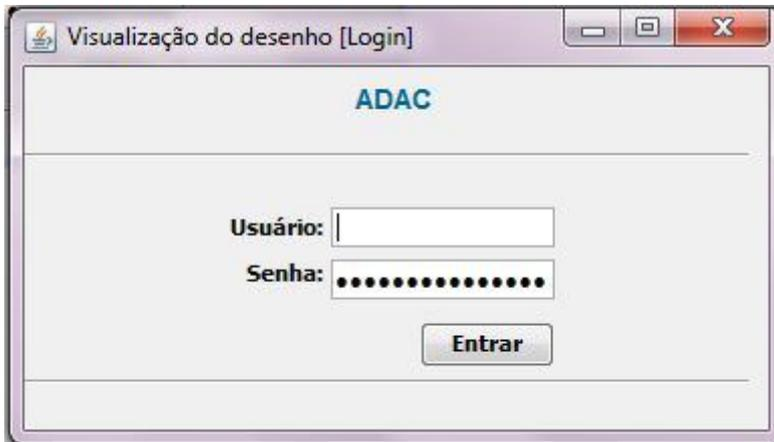 Visualização do desenho [Login]
ADAC
Usuário:
Senha: •••••••••••••••
Entrar